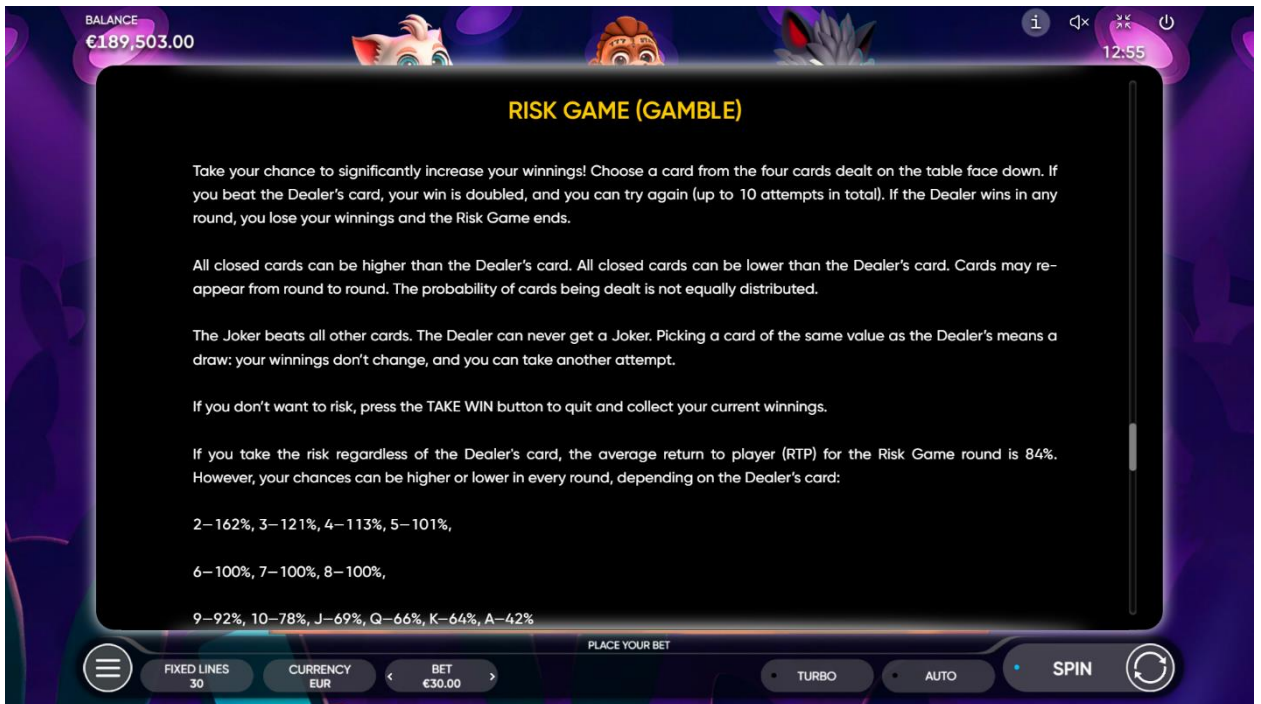 BALANCE
€189,503.00
i
12:55
RISK GAME (GAMBLE)
Take your chance to significantly increase your winnings! Choose a card from the four cards dealt on the table face down. If
you beat the Dealer's card, your win is doubled, and you can try again (up to 10 attempts in total). If the Dealer wins in any
round, you lose your winnings and the Risk Game ends.
All closed cards can be higher than the Dealer's card. All closed cards can be lower than the Dealer's card. Cards may re-
appear from round to round. The probability of cards being dealt is not equally distributed.
The Joker beats all other cards. The Dealer can never get a Joker. Picking a card of the same value as the Dealer's means a
draw: your winnings don't change, and you can take another attempt.
If you don't want to risk, press the TAKE WIN button to quit and collect your current winnings.
If you take the risk regardless of the Dealer's card, the average return to player (RTP) for the Risk Game round is 84%.
However, your chances can be higher or lower in every round, depending on the Dealer's card:
2–162%, 3–121%, 4–113%, 5–101%,
6–100%, 7–100%, 8–100%,
9–92%, 10–78%, J–69%, Q–66%, K–64%, A–42%
PLACE YOUR BET
FIXED LINES
30
CURRENCY
EUR
BET
€30.00
TURBO
AUTO
SPIN